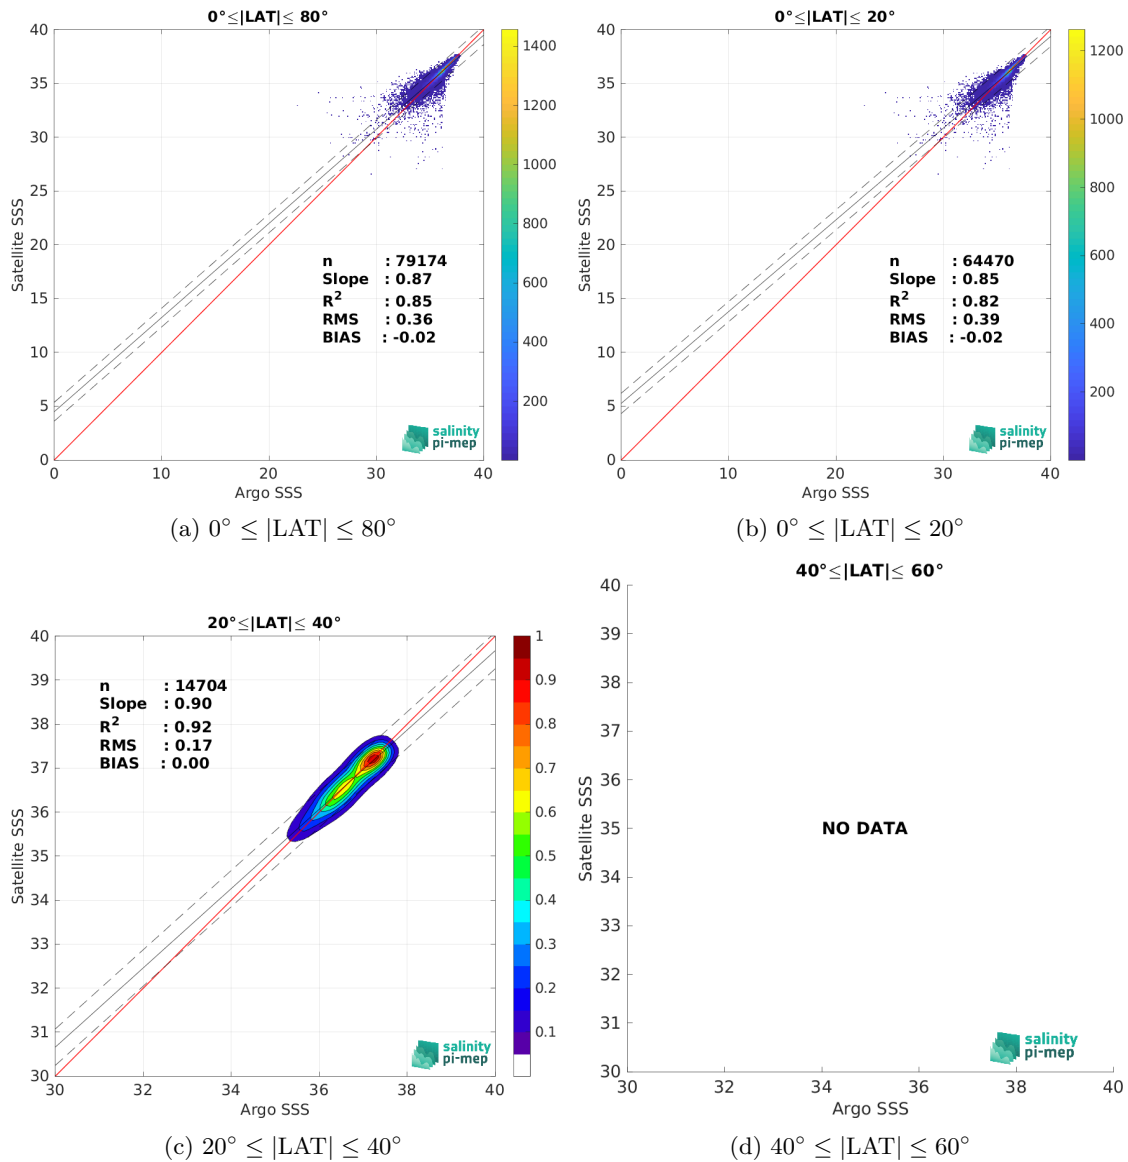 0°≤|LAT|≤ 80°
40
35
30
25
20
15
10
5
0
0
10
20
30
40
Satellite SSS
Argo SSS
n : 79174
Slope : 0.87
R² : 0.85
RMS : 0.36
BIAS : -0.02
salinity
pi-mep
1400
1200
1000
800
600
400
200
(a) 0° ≤ |LAT| ≤ 80°
0°≤|LAT|≤ 20°
40
35
30
25
20
15
10
5
0
0
10
20
30
40
Satellite SSS
Argo SSS
n : 64470
Slope : 0.85
R² : 0.82
RMS : 0.39
BIAS : -0.02
salinity
pi-mep
1200
1000
800
600
400
200
(b) 0° ≤ |LAT| ≤ 20°
20°≤|LAT|≤ 40°
40
39
38
37
36
35
34
33
32
31
30
30
32
34
36
38
40
Satellite SSS
Argo SSS
n : 14704
Slope : 0.90
R² : 0.92
RMS : 0.17
BIAS : 0.00
salinity
pi-mep
1
0.9
0.8
0.7
0.6
0.5
0.4
0.3
0.2
0.1
(c) 20° ≤ |LAT| ≤ 40°
40°≤|LAT|≤ 60°
40
39
38
37
36
35
34
33
32
31
30
30
32
34
36
38
40
Satellite SSS
Argo SSS
NO DATA
salinity
pi-mep
(d) 40° ≤ |LAT| ≤ 60°